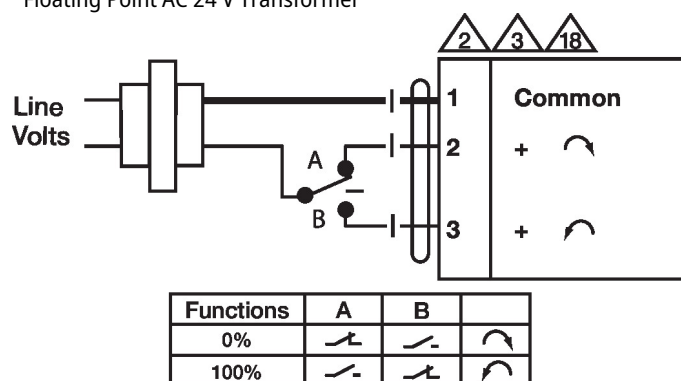 Floating Point AC 24 V Transformer
2 3 18
Line
Volts
1 Common
A
2 +
B
3 +
Functions A B
0%
100%